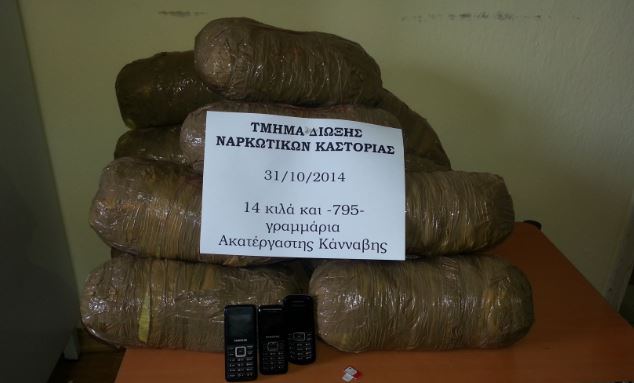 ΤΜΗΜΑ ΔΙΩΞΗΣ
ΝΑΡΚΩΤΙΚΩΝ ΚΑΣΤΟΡΙΑΣ
31/10/2014
14 κιλά και -795-
γραμμάρια
Ακατέργαστης Κάνναβης